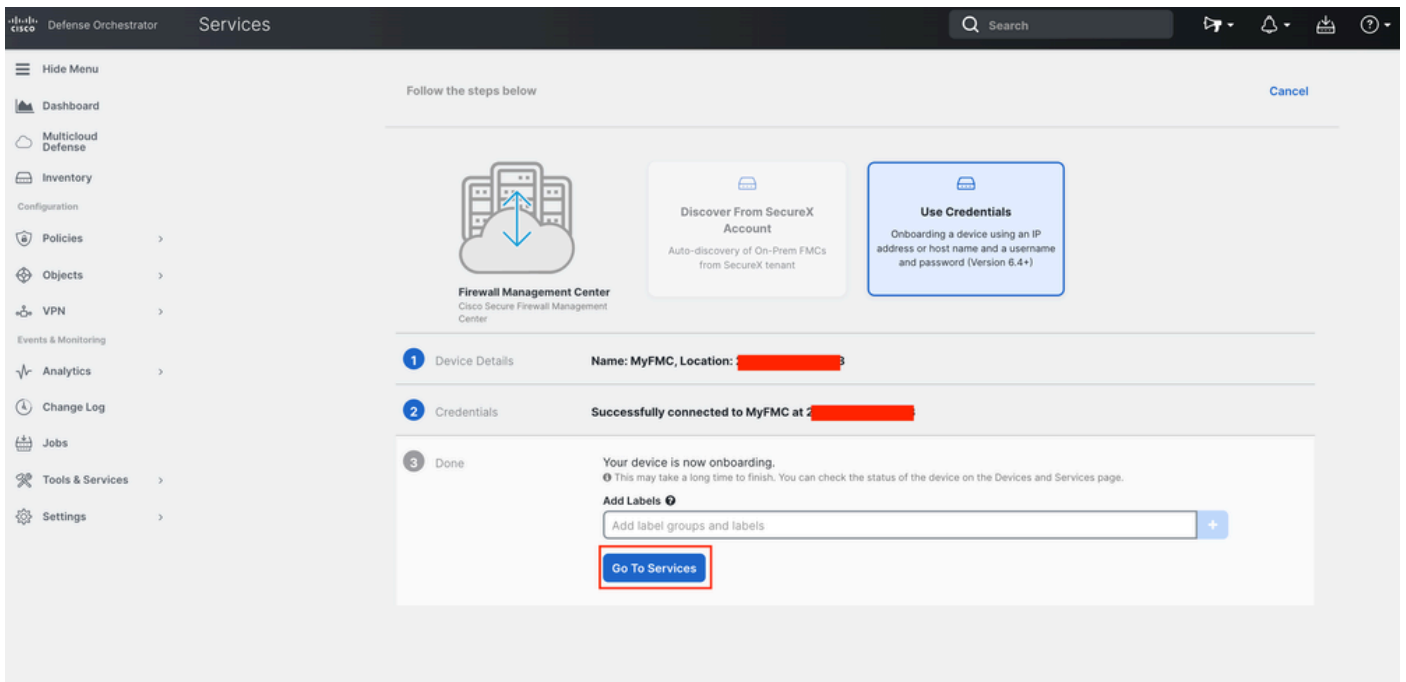 cisco Defense Orchestrator Services Search
Hide Menu
Dashboard
Multicloud
Defense
Inventory
Configuration
Policies
Objects
VPN
Events & Monitoring
Analytics
Change Log
Jobs
Tools & Services
Settings
Follow the steps below
Cancel
Firewall Management Center
Cisco Secure Firewall Management
Center
Discover From SecureX
Account
Auto-discovery of On-Prem FMCs
from SecureX tenant
Use Credentials
Onboarding a device using an IP
address or host name and a username
and password (Version 6.4+)
1 Device Details Name: MyFMC, Location:
2 Credentials Successfully connected to MyFMC at 2
3 Done Your device is now onboarding.
This may take a long time to finish. You can check the status of the device on the Devices and Services page.
Add Labels
Add label groups and labels
+
Go To Services